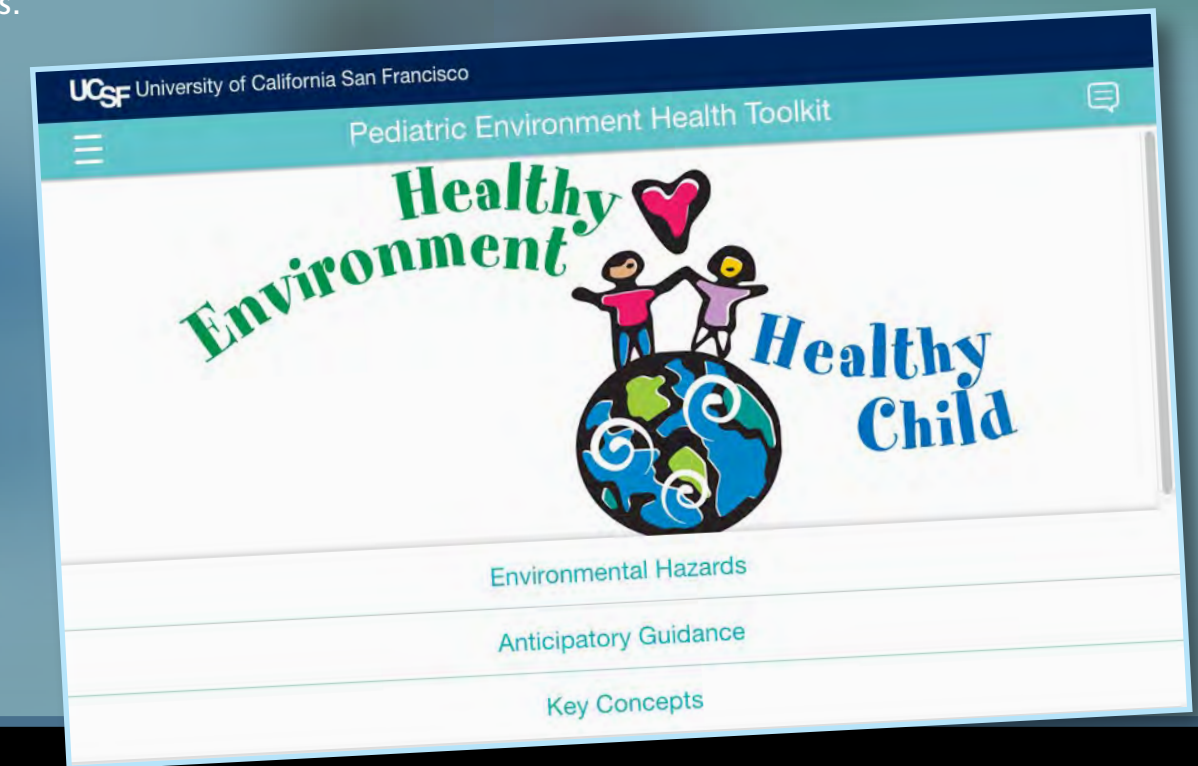 s.
UCSF University of California San Francisco
Pediatric Environment Health Toolkit
Healthy
Environment
Healthy
Child
Environmental Hazards
Anticipatory Guidance
Key Concepts